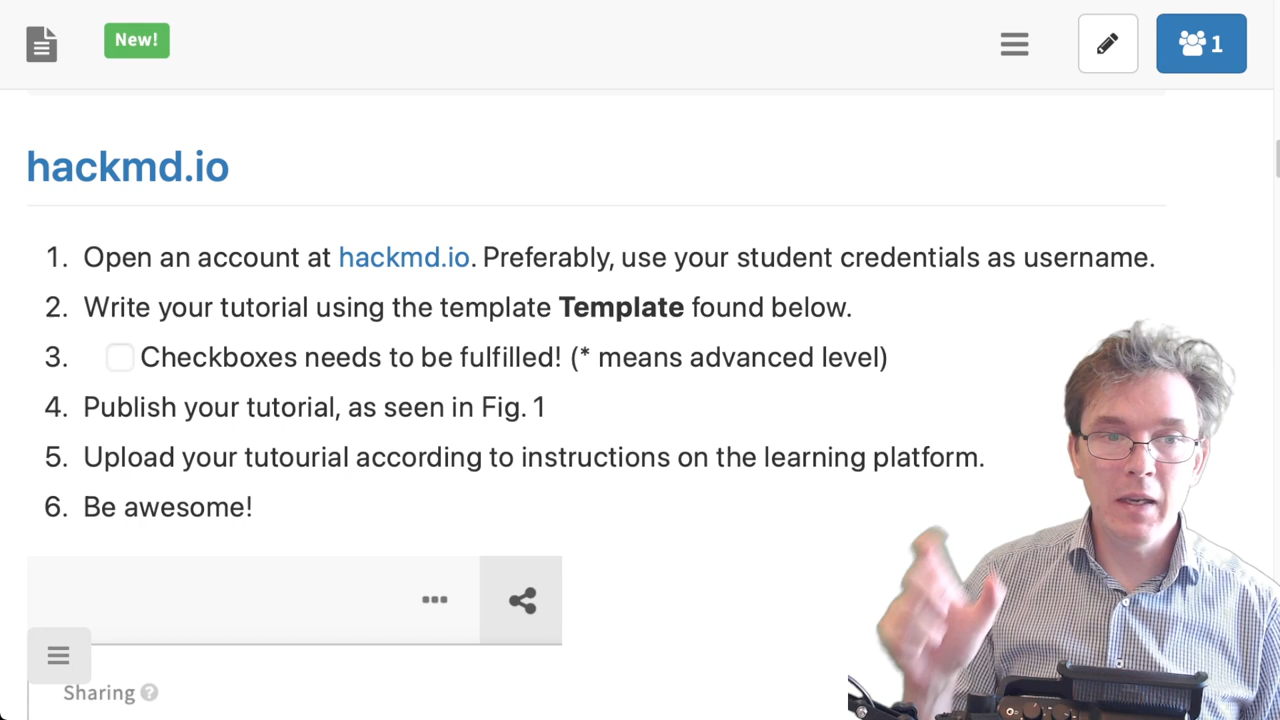 New!
1
hackmd.io
1. Open an account at hackmd.io. Preferably, use your student credentials as username.
2. Write your tutorial using the template Template found below.
3. Checkboxes needs to be fulfilled! (* means advanced level)
4. Publish your tutorial, as seen in Fig. 1
5. Upload your tutourial according to instructions on the learning platform.
6. Be awesome!
Sharing ?